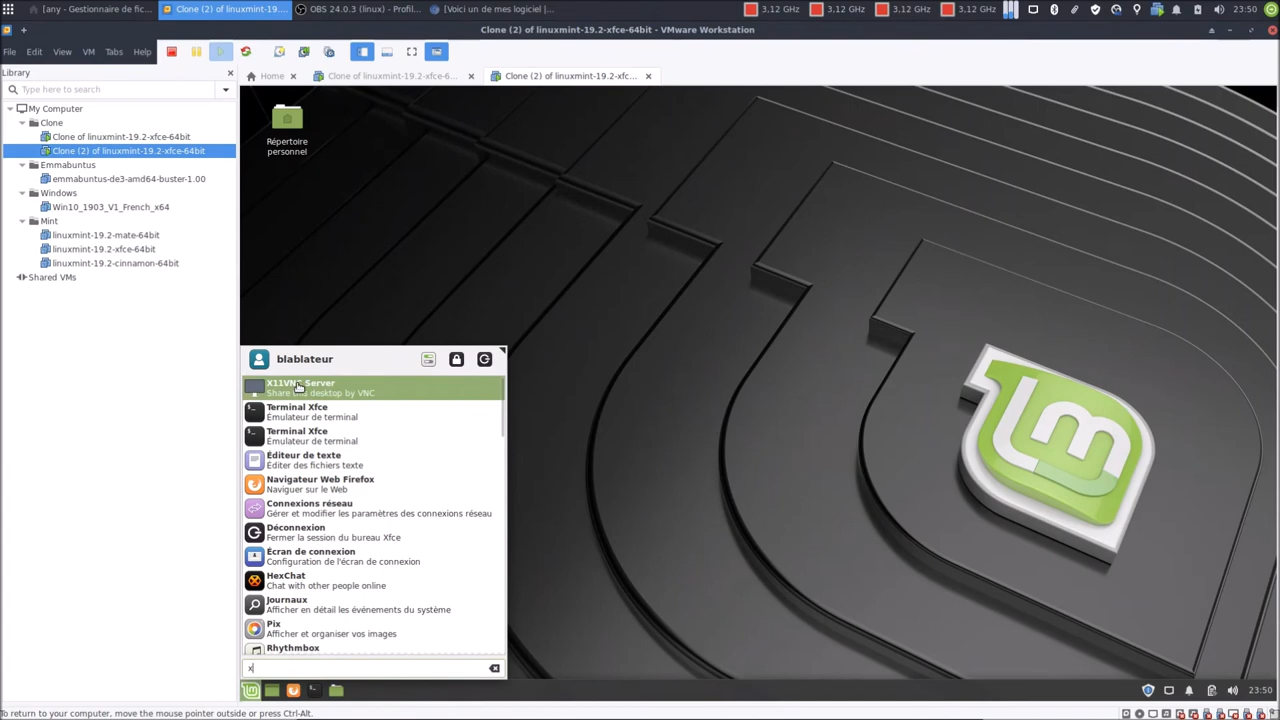 [any - Gestionnaire de fic...
Clone (2) of linuxmint-19.2-...
OBS 24.0.3 (linux) - Profil...
[Voici un de mes logiciel |...
3.12 GHz
3.12 GHz
3.12 GHz
3.12 GHz
23:50
Clone (2) of linuxmint-19.2-xfce-64bit - VMware Workstation
File Edit View VM Tabs Help
Library
Home
Clone of linuxmint-19.2-xfce-6...
Clone (2) of linuxmint-19.2-xfc...
Type here to search
My Computer
Clone
Clone of linuxmint-19.2-xfce-64bit
Clone (2) of linuxmint-19.2-xfce-64bit
Emmabuntus
emmabuntus-de3-amd64-buster-1.00
Windows
Win10_1903_V1_French_x64
Mint
linuxmint-19.2-mate-64bit
linuxmint-19.2-xfce-64bit
linuxmint-19.2-cinnamon-64bit
Shared VMs
Répertoire
personnel
blablateur
X11VNC Server
Share this desktop by VNC
Terminal Xfce
Émulateur de terminal
Terminal Xfce
Émulateur de terminal
Éditeur de texte
Éditer des fichiers texte
Navigateur Web Firefox
Naviguer sur le Web
Connexions réseau
Gérer et modifier les paramètres des connexions réseau
Déconnexion
Fermer la session du bureau Xfce
Écran de connexion
Configuration de l'écran de connexion
HexChat
Chat with other people online
Journaux
Afficher en détail les événements du système
Pix
Afficher et organiser vos images
Rhythmbox
x
23:50
To return to your computer, move the mouse pointer outside or press Ctrl-Alt.